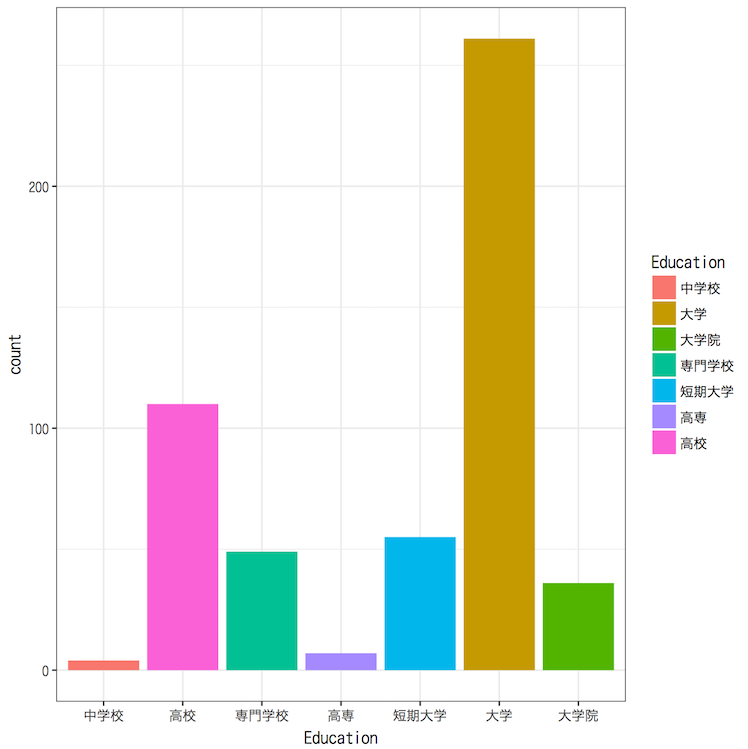 200
100
0
count
中学校
高校
専門学校
高専
短期大学
大学
大学院
Education
Education
中学校
大学
大学院
専門学校
短期大学
高専
高校